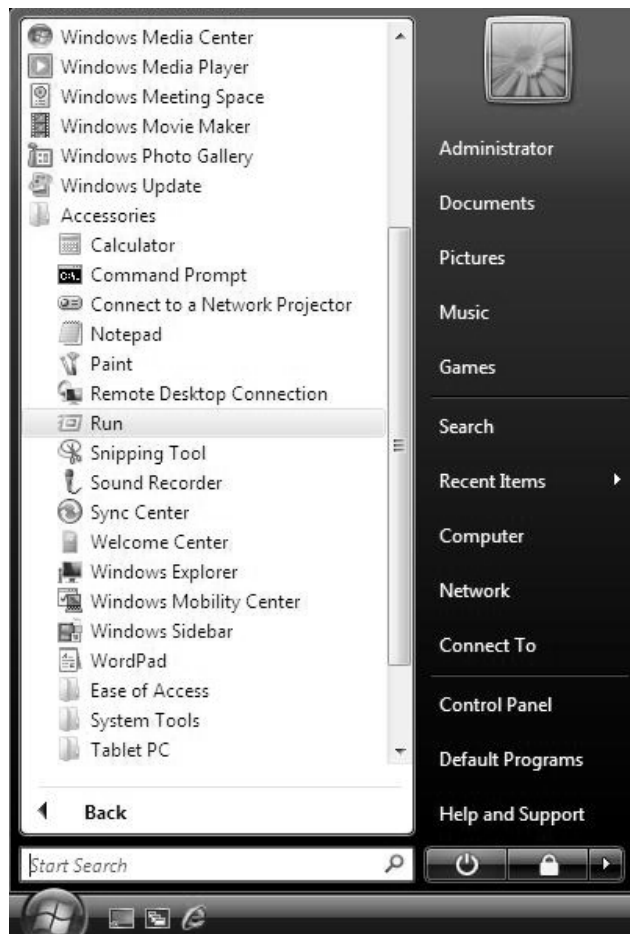 Windows Media Center
Windows Media Player
Windows Meeting Space
Windows Movie Maker
Windows Photo Gallery
Windows Update
Accessories
Calculator
Command Prompt
Connect to a Network Projector
Notepad
Paint
Remote Desktop Connection
Run
Snipping Tool
Sound Recorder
Sync Center
Welcome Center
Windows Explorer
Windows Mobility Center
Windows Sidebar
WordPad
Ease of Access
System Tools
Tablet PC
Back
Start Search
Administrator
Documents
Pictures
Music
Games
Search
Recent Items
Computer
Network
Connect To
Control Panel
Default Programs
Help and Support